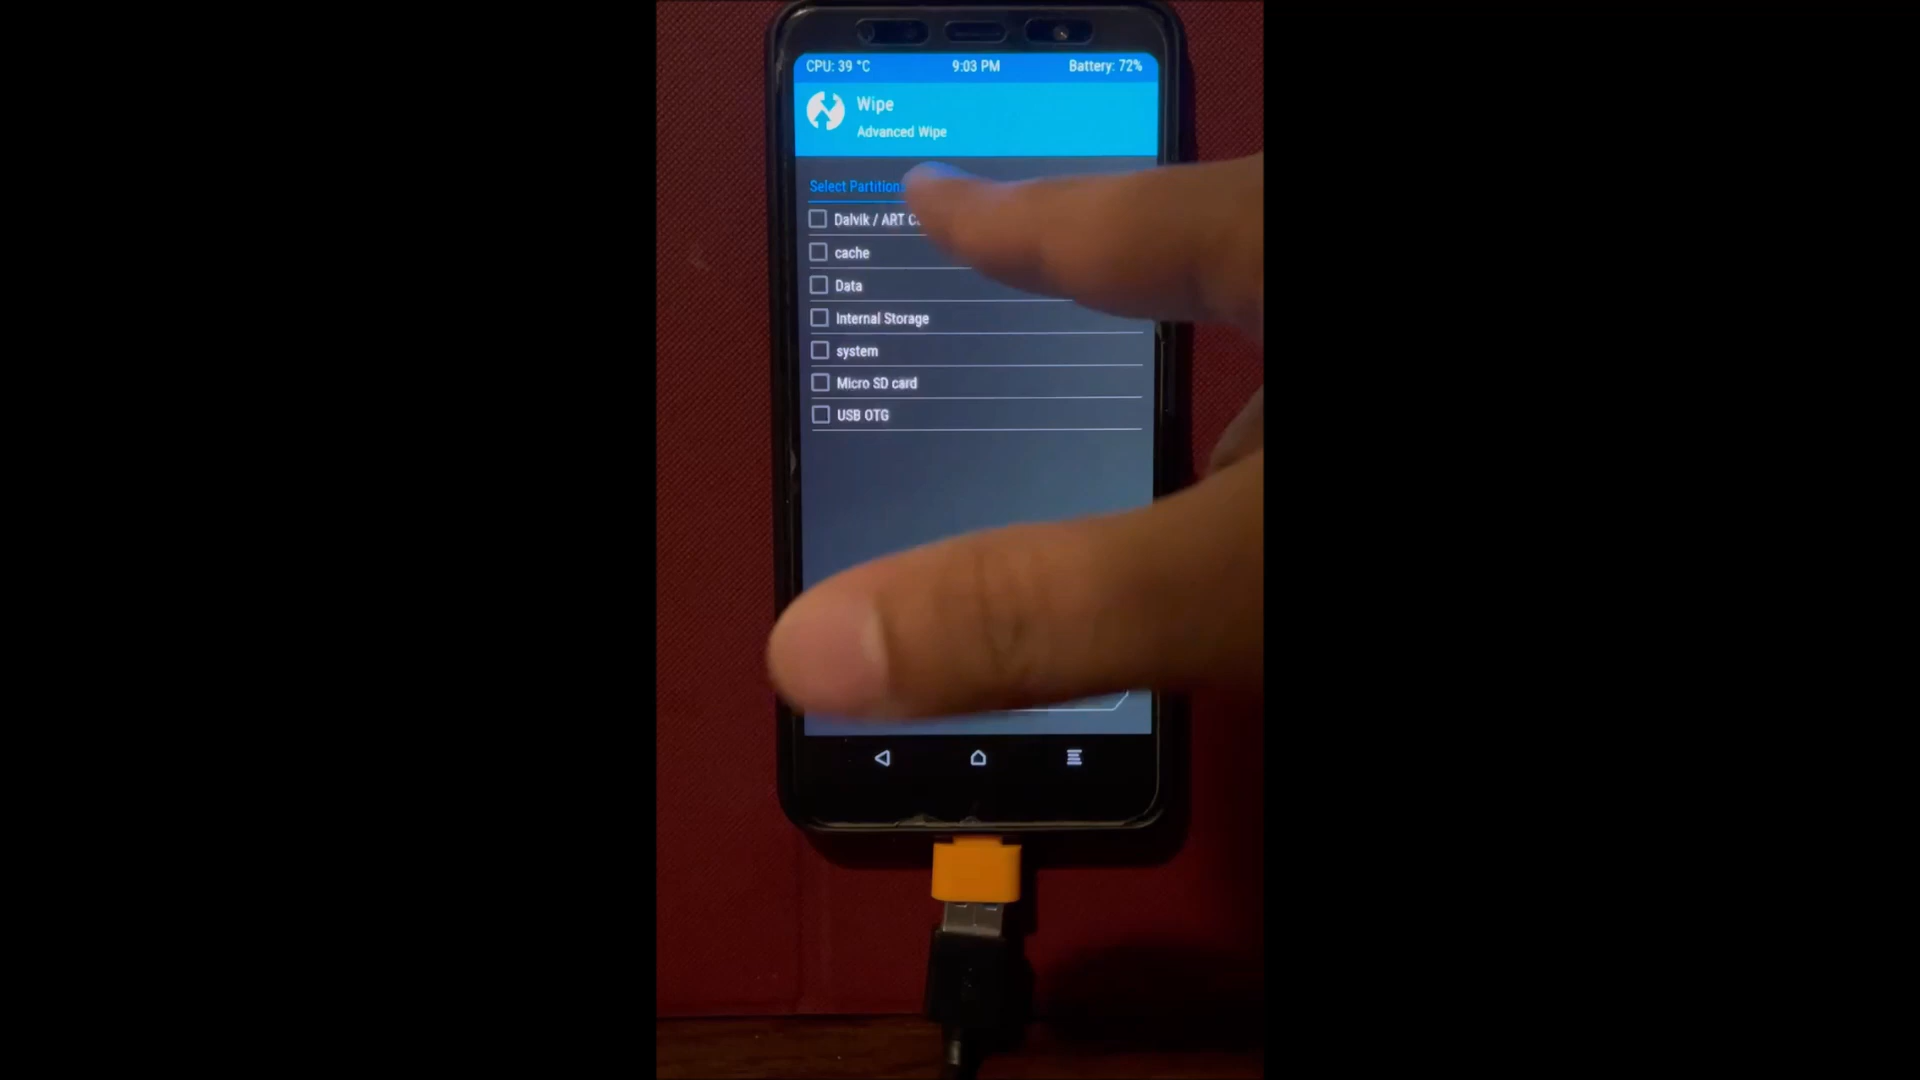 CPU: 39 °C 9:03 PM Battery: 72%
Wipe
Advanced Wipe
Select Partition
Dalvik / ART
cache
Data
Internal Storage
system
Micro SD card
USB OTG